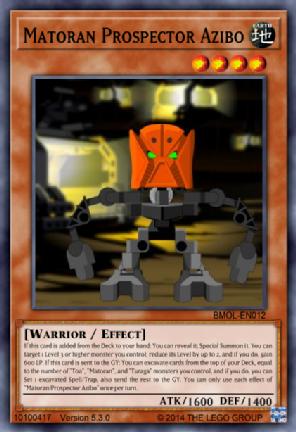 MATORAN PROSPECTOR AZIBO
EARTH
地
BMOL-EN012
[WARRIOR / EFFECT]
If this card is added from the Deck to your hand: You can reveal it; Special Summon it. You can
target 1 Level 3 or higher monster you control; reduce its Level by up to 2, and if you do, gain
600 LP. If this card is sent to the GY: You can excavate cards from the top of your Deck, equal
to the number of "Toa", "Matoran", and "Turaga" monsters you control, and if you do, you can
Set 1 excavated Spell/Trap, also send the rest to the GY. You can only use each effect of
"Matoran Prospector Azibo" once per turn.
ATK/1600 DEF/1400
10100417 Version 5.3.0 ©2014 THE LEGO GROUP